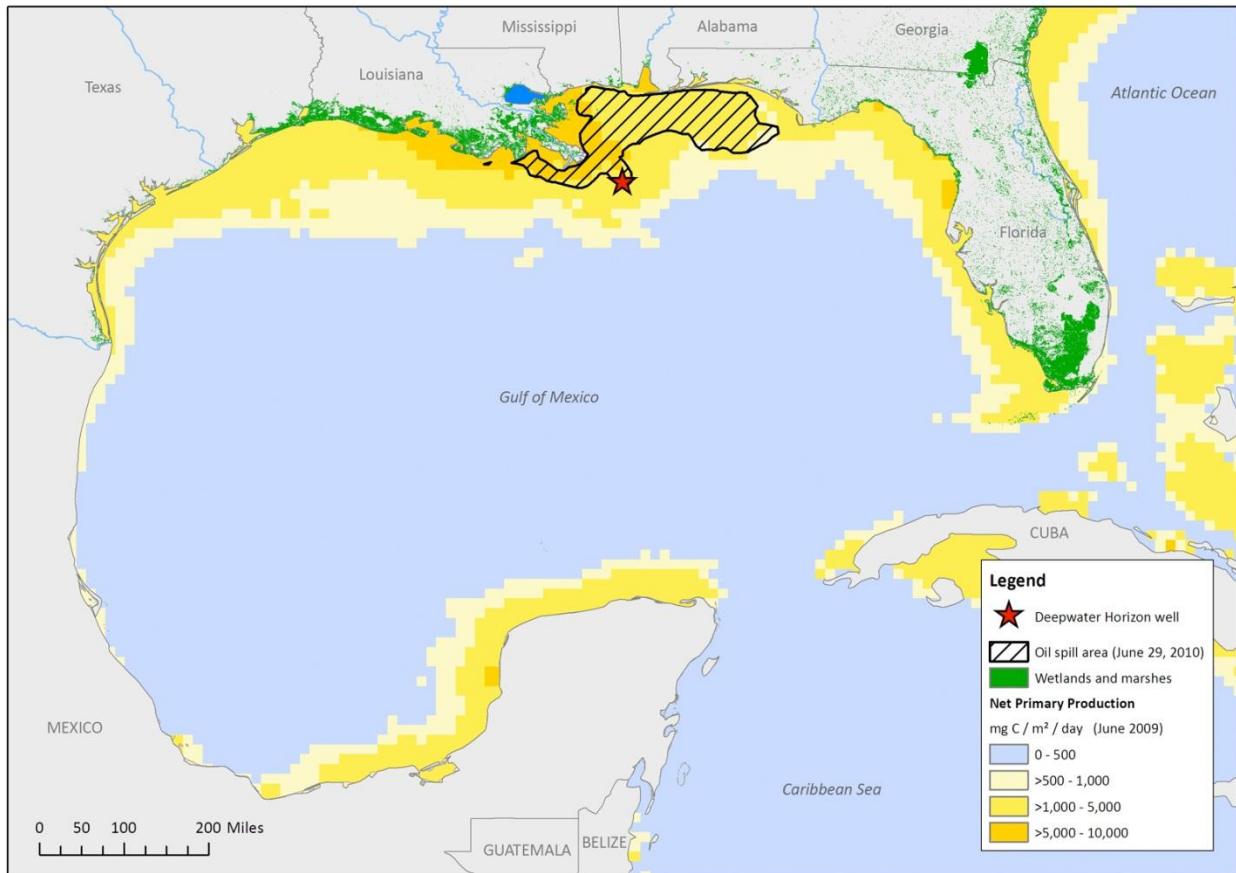 Mississippi
Alabama
Georgia
Louisiana
Texas
Atlantic Ocean
Florida
Gulf of Mexico
CUBA
MEXICO
Caribbean Sea
GUATEMALA
BELIZE
0 50 100 200 Miles
Legend
Deepwater Horizon well
Oil spill area (June 29, 2010)
Wetlands and marshes
Net Primary Production
mg C / m² / day (June 2009)
0 - 500
>500 - 1,000
>1,000 - 5,000
>5,000 - 10,000